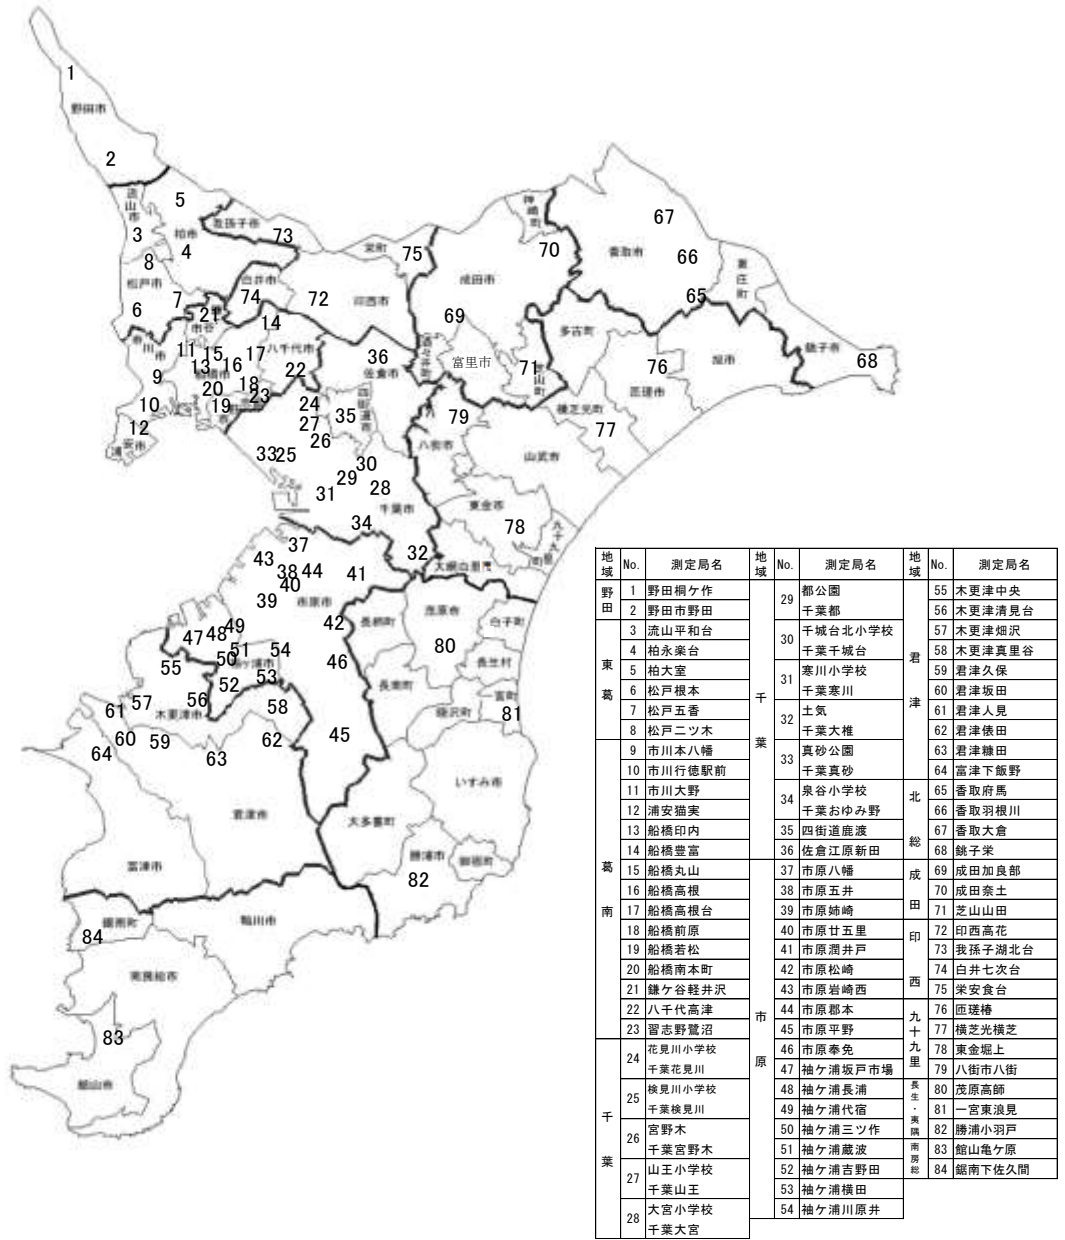 1
野田市
2
流山市
5
柏市
我孫子市
3
4
73
8
松戸市
白井市
74
6
7
21
72
印西市
栄町
75
神崎町
70
成田市
67
香取市
66
東庄町
65
69
酒々井町
富里市
71
芝山町
多古町
76
旭市
銚子市
68
匝瑳市
横芝光町
77
市川市
11
15
13
16
17
14
八千代市
船橋市
9
20
18
22
10
19
23
12
浦安市
36
佐倉市
24
四街道市
35
27
26
79
八街市
山武市
33
25
30
29
28
31
千葉市
34
東金市
78
32
九十九里町
37
大網白里市
43
38
44
41
40
39
市原市
42
長柄町
茂原市
白子町
47
48
49
80
51
54
50
袖ケ浦市
46
長生村
55
53
52
長南町
61
57
56
58
木更津市
睦沢町
81
60
59
62
45
64
63
いすみ市
君津市
大多喜町
富津市
勝浦市
御宿町
82
鋸南町
鴨川市
84
南房総市
83
館山市
地域 No. 測定局名
野田
1 野田桐ケ作
2 野田市野田
東葛
3 流山平和台
4 柏永楽台
5 柏大室
6 松戸根本
7 松戸五香
8 松戸二ツ木
葛南
9 市川本八幡
10 市川行徳駅前
11 市川大野
12 浦安猫実
13 船橋印内
14 船橋豊富
15 船橋丸山
16 船橋高根
17 船橋高根台
18 船橋前原
19 船橋若松
20 船橋南本町
21 鎌ケ谷軽井沢
22 八千代高津
23 習志野鷺沼
千葉
24 花見川小学校
千葉花見川
25 検見川小学校
千葉検見川
26 宮野木
千葉宮野木
27 山王小学校
千葉山王
28 大宮小学校
千葉大宮
地域 No. 測定局名
千葉
29 都公園
千葉都
30 千城台北小学校
千葉千城台
31 寒川小学校
千葉寒川
32 土気
千葉大椎
33 真砂公園
千葉真砂
34 泉谷小学校
千葉おゆみ野
35 四街道鹿渡
36 佐倉江原新田
市原
37 市原八幡
38 市原五井
39 市原姉崎
40 市原廿五里
41 市原潤井戸
42 市原松崎
43 市原岩崎西
44 市原郡本
45 市原平野
46 市原奉免
47 袖ケ浦坂戸市場
48 袖ケ浦長浦
49 袖ケ浦代宿
50 袖ケ浦三ツ作
51 袖ケ浦蔵波
52 袖ケ浦吉野田
53 袖ケ浦横田
54 袖ケ浦川原井
地域 No. 測定局名
君津
55 木更津中央
56 木更津清見台
57 木更津畑沢
58 木更津真里谷
59 君津久保
60 君津坂田
61 君津人見
62 君津俵田
63 君津糠田
64 富津下飯野
北総
65 香取府馬
66 香取羽根川
67 香取大倉
68 銚子栄
成田
69 成田加良部
70 成田奈土
71 芝山山田
印西
72 印西高花
73 我孫子湖北台
74 白井七次台
75 栄安食台
九十九里
76 匝瑳椿
77 横芝光横芝
78 東金堀上
79 八街市八街
長生・夷隅
80 茂原高師
81 一宮東浪見
82 勝浦小羽戸
南房総
83 館山亀ケ原
84 鋸南下佐久間